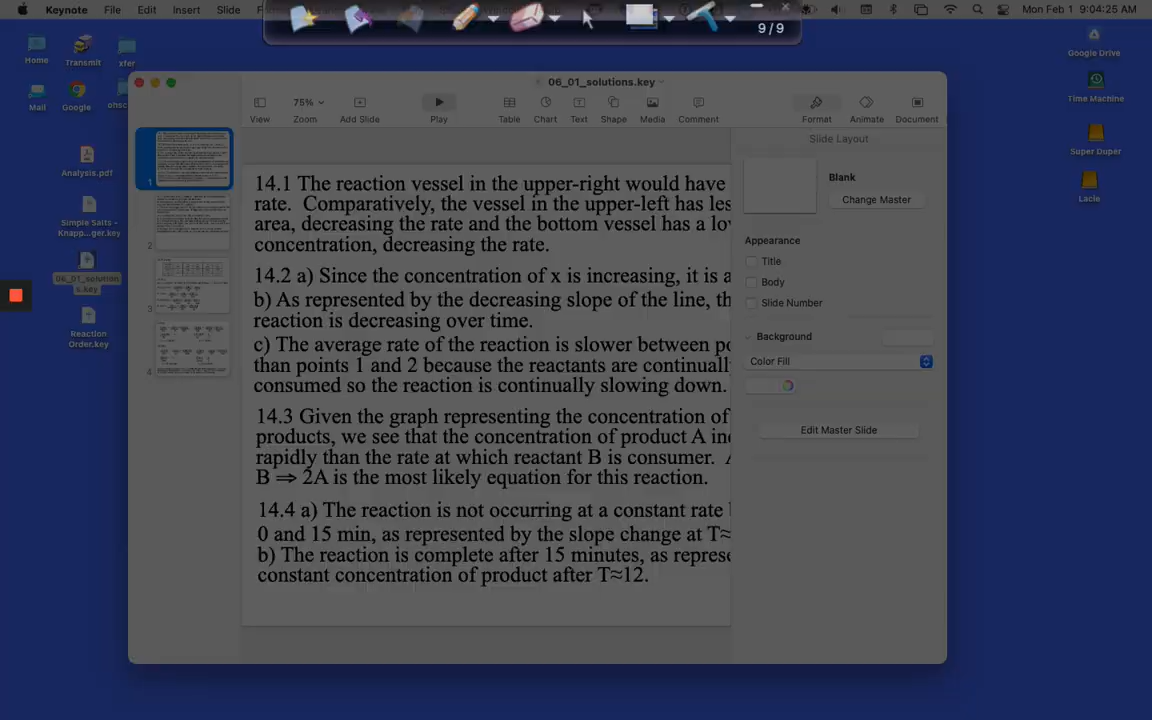 Keynote File Edit Insert Slide
Mon Feb 1 9:04:25 AM
9/9
Home
Transmit
xfer
Mail
Google
Analysis.pdf
Simple Salts -
Knapp...ger.key
06_01_solution
s.key
Reaction
Order.key
Google Drive
Time Machine
Super Duper
Lacie
06_01_solutions.key
View
75%
Zoom
Add Slide
Play
Table
Chart
Text
Shape
Media
Comment
Format
Animate
Document
1
2
3
4
14.1 The reaction vessel in the upper-right would have
rate. Comparatively, the vessel in the upper-left has les
area, decreasing the rate and the bottom vessel has a lo
concentration, decreasing the rate.
14.2 a) Since the concentration of x is increasing, it is a
b) As represented by the decreasing slope of the line, th
reaction is decreasing over time.
c) The average rate of the reaction is slower between po
than points 1 and 2 because the reactants are continual
consumed so the reaction is continually slowing down.
14.3 Given the graph representing the concentration of
products, we see that the concentration of product A in
rapidly than the rate at which reactant B is consumer.
B ⇒ 2A is the most likely equation for this reaction.
14.4 a) The reaction is not occurring at a constant rate
0 and 15 min, as represented by the slope change at T≈
b) The reaction is complete after 15 minutes, as represe
constant concentration of product after T≈12.
Slide Layout
Blank
Change Master
Appearance
Title
Body
Slide Number
Background
Color Fill
Edit Master Slide